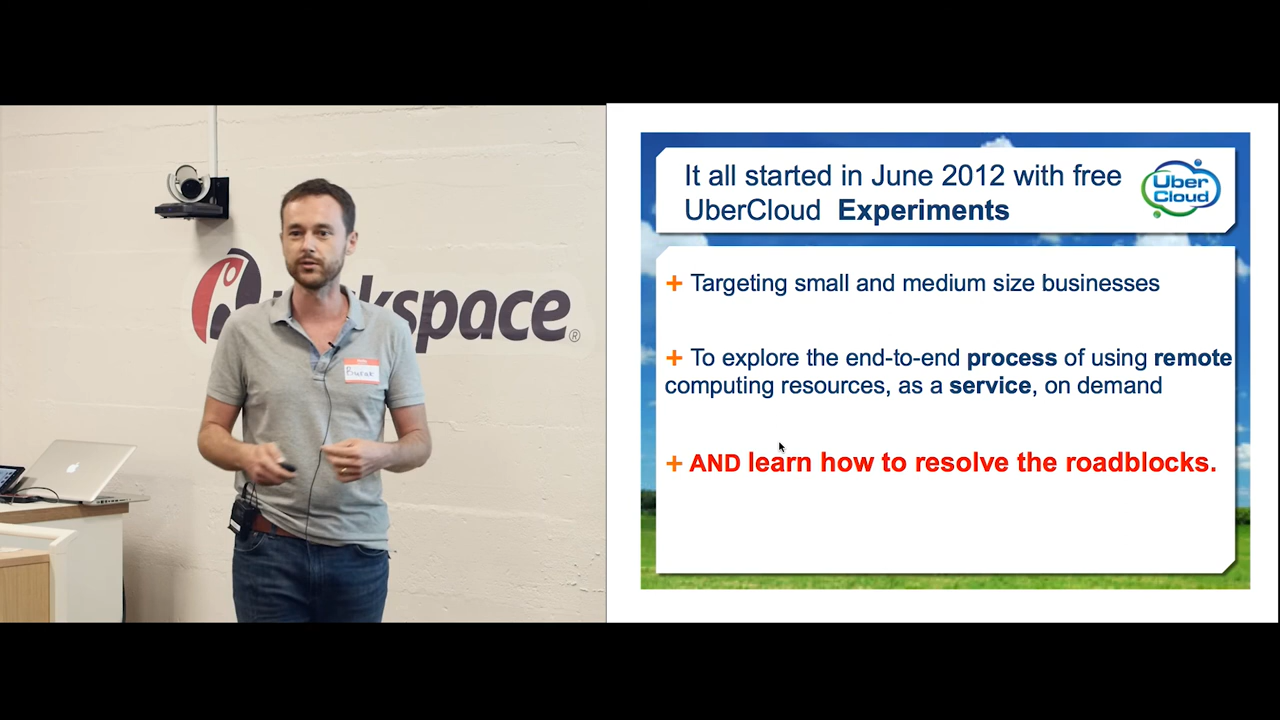 It all started in June 2012 with free
UberCloud Experiments
Uber
Cloud
+ Targeting small and medium size businesses
+ To explore the end-to-end process of using remote
computing resources, as a service, on demand
+ AND learn how to resolve the roadblocks.